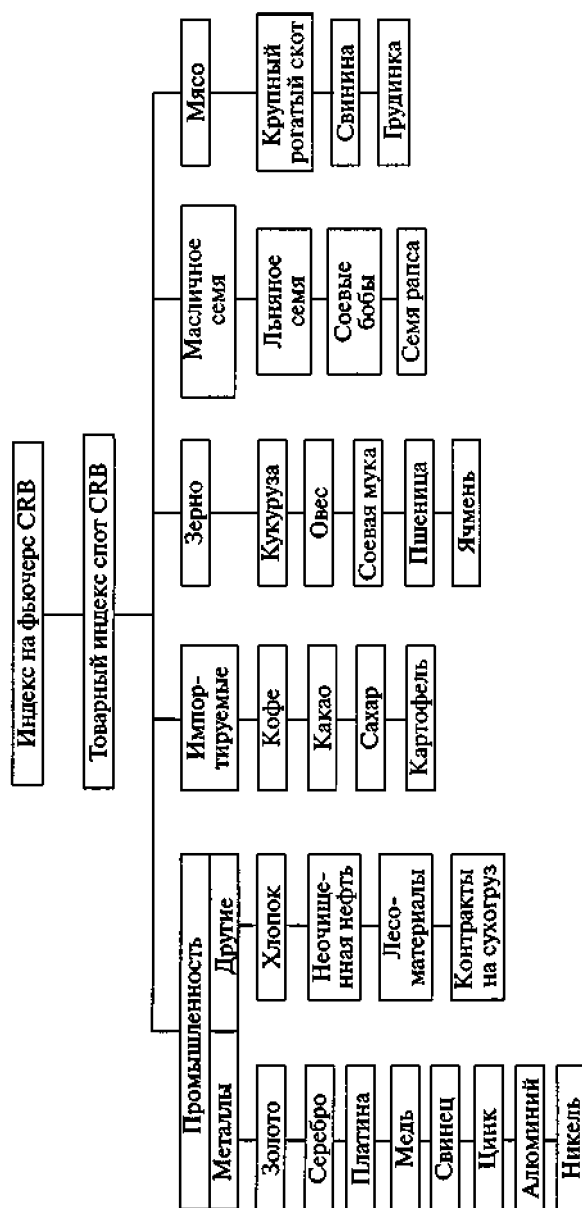 Индекс на фьючерс CRB
Товарный индекс спот CRB
Промышленность
Металлы
Другие
Золото
Серебро
Платина
Медь
Свинец
Цинк
Алюминий
Никель
Хлопок
Неочище-
нная нефть
Лесо-
материалы
Контракты
на сухогруз
Импор-
тируемые
Кофе
Какао
Сахар
Картофель
Зерно
Кукуруза
Овес
Соевая мука
Пшеница
Ячмень
Масличное
семя
Льняное
семя
Соевые
бобы
Семя рапса
Мясо
Крупный
рогатый скот
Свинина
Грудинка